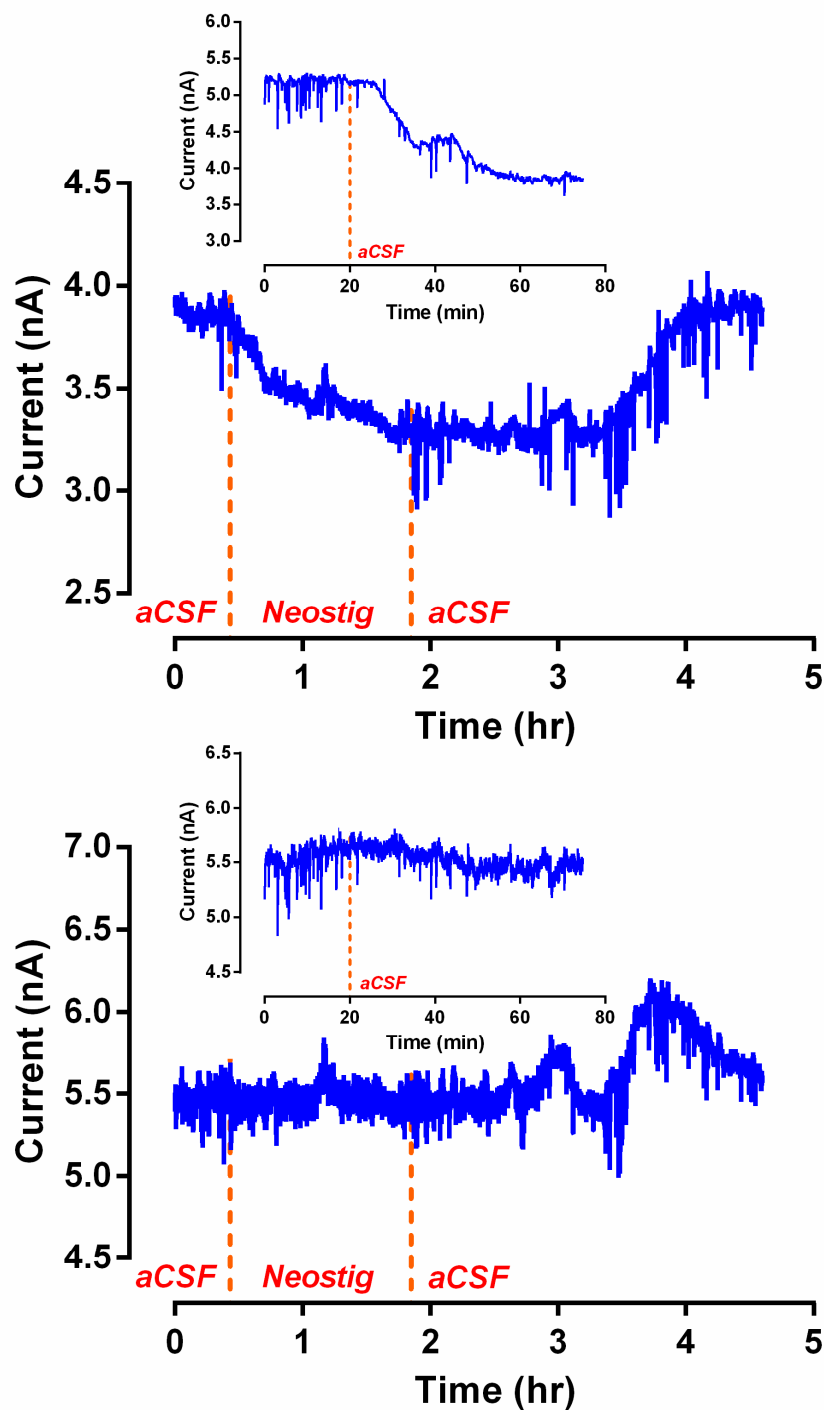 6.0
5.5
5.0
4.5
4.0
3.5
3.0
Current (nA)
aCSF
0 20 40 60 80
Time (min)
4.5
4.0
3.5
3.0
2.5
Current (nA)
aCSF Neostig aCSF
0 1 2 3 4 5
Time (hr)
6.5
6.0
5.5
5.0
4.5
Current (nA)
aCSF
0 20 40 60 80
Time (min)
7.0
6.5
6.0
5.5
5.0
4.5
Current (nA)
aCSF Neostig aCSF
0 1 2 3 4 5
Time (hr)